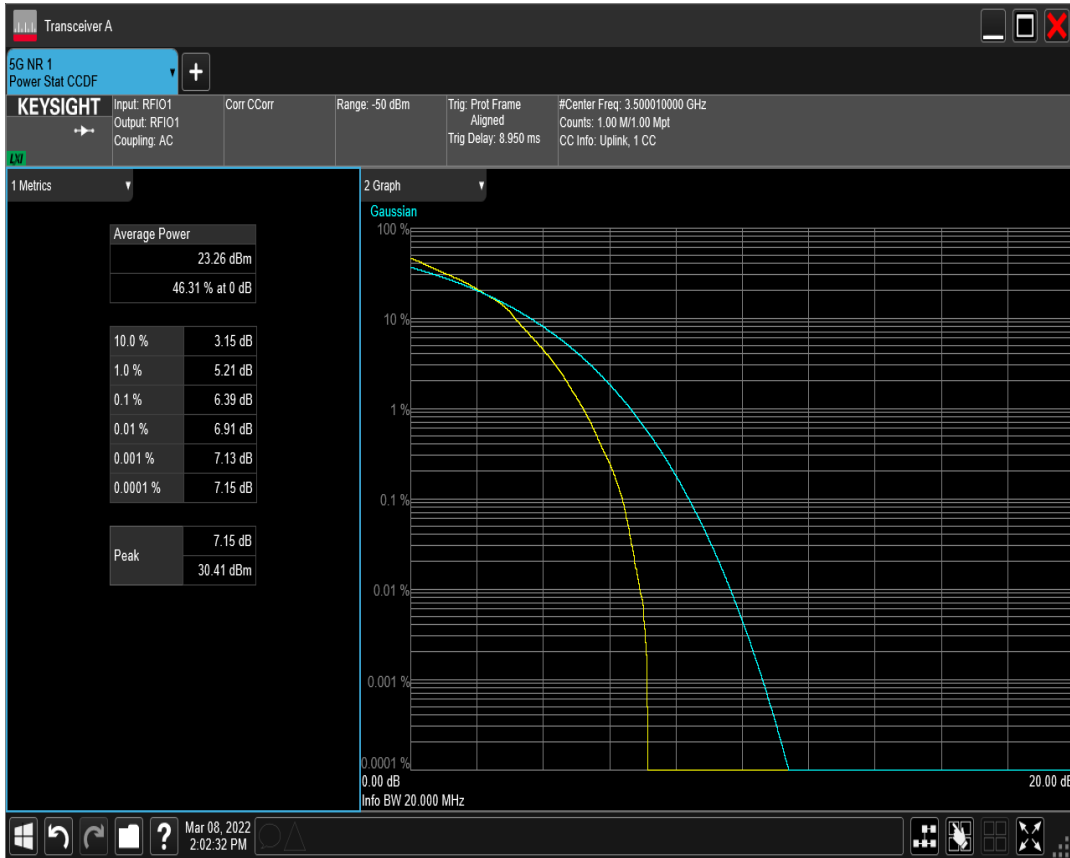 Transceiver A
5G NR 1
Power Stat CCDF
+
KEYSIGHT
LXI
Input: RFIO1
Output: RFIO1
Coupling: AC
Corr CCorr
Range: -50 dBm
Trig: Prot Frame
Aligned
Trig Delay: 8.950 ms
#Center Freq: 3.500010000 GHz
Counts: 1.00 M/1.00 Mpt
CC Info: Uplink, 1 CC
1 Metrics
Average Power
23.26 dBm
46.31 % at 0 dB
10.0 % 3.15 dB
1.0 % 5.21 dB
0.1 % 6.39 dB
0.01 % 6.91 dB
0.001 % 7.13 dB
0.0001 % 7.15 dB
Peak
7.15 dB
30.41 dBm
2 Graph
Gaussian
100 %
10 %
1 %
0.1 %
0.01 %
0.001 %
0.0001 %
0.00 dB
20.00 dB
Info BW 20.000 MHz
?
Mar 08, 2022
2:02:32 PM